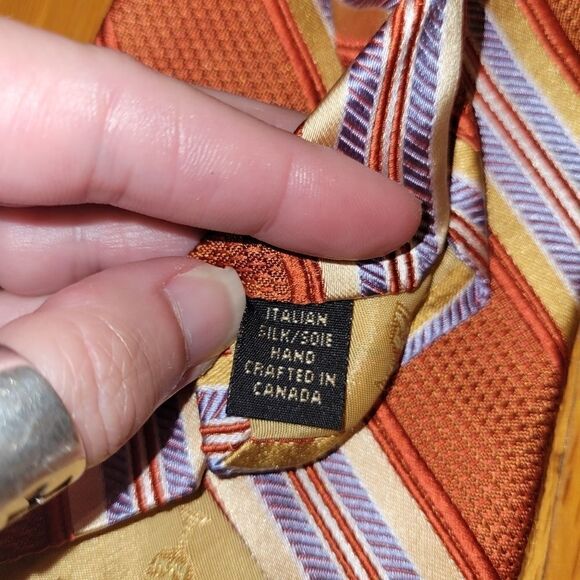 ITALIAN
SILK/SOIE
HAND
CRAFTED IN
CANADA